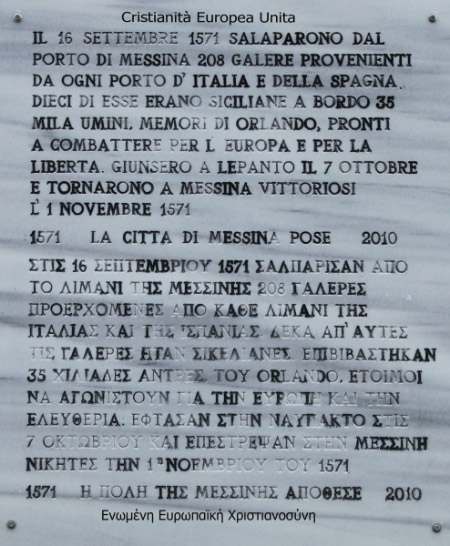 Cristianità Europea Unita
IL 16 SETTEMBRE 1571 SALAPARONO DAL
PORTO DI MESSINA 208 GALERE PROVENIENTI
DA OGNI PORTO D' ITALIA E DELLA SPAGNA.
DIECI DI ESSE ERANO SICILIANE A BORDO 35
MILA UMINI, MEMORI DI ORLANDO, PRONTI
A COMBATTERE PER L' EUROPA E PER LA
LIBERTA. GIUNSERO A LEPANTO IL 7 OTTOBRE
E TORNARONO A MESSINA VITTORIOSI
L' 1 NOVEMBRE 1571
1571 LA CITTA DI MESSINA POSE 2010
ΣΤΙΣ 16 ΣΕΠΤΕΜΒΡΙΟΥ 1571 ΣΑΛΠΑΡΙΣΑΝ ΑΠΟ
ΤΟ ΛΙΜΑΝΙ ΤΗΣ ΜΕΣΣΙΝΗΣ 208 ΓΑΛΕΡΕΣ
ΠΡΟΕΡΧΟΜΕΝΕΣ ΑΠΟ ΚΑΘΕ ΛΙΜΑΝΙ ΤΗΣ
ΙΤΑΛΙΑΣ ΚΑΙ ΤΗΣ ΙΣΠΑΝΙΑΣ ΔΕΚΑ ΑΠ' ΑΥΤΕΣ
ΤΙΣ ΓΑΛΕΡΕΣ ΗΤΑΝ ΣΙΚΕΛΙΑΝΕΣ. ΕΠΙΒΙΒΑΣΤΗΚΑΝ
35 ΧΙΛΙΑΔΕΣ ΑΝΤΡΕΣ, ΤΟΥ ORLANDO, ΕΤΟΙΜΟΙ
ΝΑ ΑΓΩΝΙΣΤΟΥΝ ΓΙΑ ΤΗΝ ΕΥΡΩΠΗ ΚΑΙ ΤΗΝ
ΕΛΕΥΘΕΡΙΑ. ΕΦΤΑΣΑΝ ΣΤΗΝ ΝΑΥΠΑΚΤΟ ΣΤΙΣ
7 ΟΚΤΩΒΡΙΟΥ ΚΑΙ ΕΠΕΣΤΡΕΨΑΝ ΣΤΗΝ ΜΕΣΣΙΝΗ
ΝΙΚΗΤΕΣ ΤΗΝ 1η ΝΟΕΜΒΡΙΟΥ ΤΟΥ 1571
1571 Η ΠΟΛΗ ΤΗΣ ΜΕΣΣΙΝΗΣ ΑΠΟΘΕΣΕ 2010
Ενωμένη Ευρωπαϊκή Χριστιανοσύνη